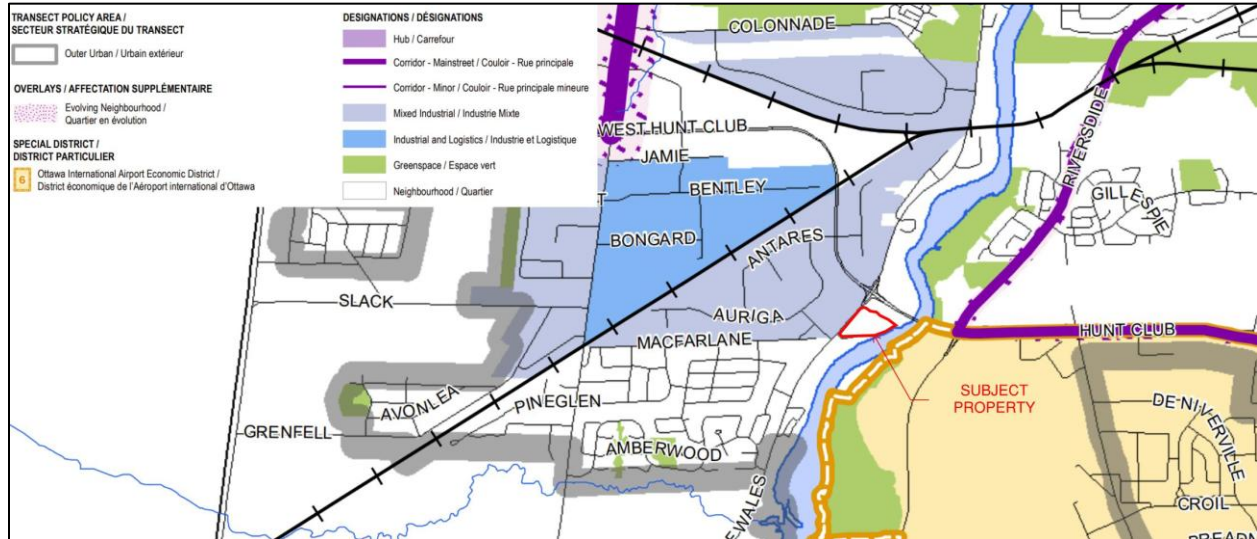 TRANSECT POLICY AREA /
SECTEUR STRATÉGIQUE DU TRANSECT
Outer Urban / Urbain extérieur
OVERLAYS / AFFECTATION SUPPLÉMENTAIRE
Evolving Neighbourhood /
Quartier en évolution
SPECIAL DISTRICT /
DISTRICT PARTICULIER
6
Ottawa International Airport Economic District /
District économique de l'Aéroport international d'Ottawa
DESIGNATIONS / DÉSIGNATIONS
Hub / Carrefour
Corridor - Mainstreet / Couloir - Rue principale
Corridor - Minor / Couloir - Rue principale mineure
Mixed Industrial / Industrie Mixte
Industrial and Logistics / Industrie et Logistique
Greenspace / Espace vert
Neighbourhood / Quartier
COLONNADE
WEST HUNT CLUB
JAMIE
BENTLEY
BONGARD
ANTARES
RIVERSDIDE
GILLESPIE
SLACK
AURIGA
MACFARLANE
HUNT CLUB
SUBJECT
PROPERTY
AVONLEA
PINEGLEN
GRENFELL
AMBERWOOD
EWALES
DE NIVERVILLE
CROIL